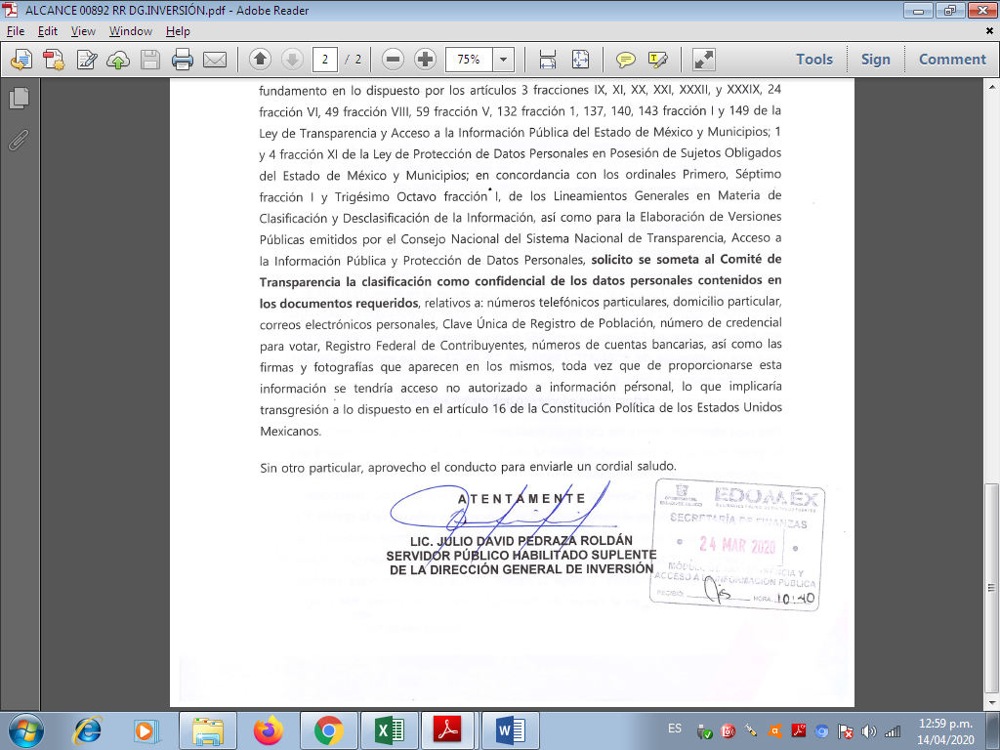 ALCANCE 00892 RR DG.INVERSIÓN.pdf - Adobe Reader
File Edit View Window Help
2 / 2 75% Tools Sign Comment
fundamento en lo dispuesto por los artículos 3 fracciones IX, XI, XX, XXI, XXXII, y XXXIX, 24
fracción VI, 49 fracción VIII, 59 fracción V, 132 fracción 1, 137, 140, 143 fracción I y 149 de la
Ley de Transparencia y Acceso a la Información Pública del Estado de México y Municipios; 1
y 4 fracción XI de la Ley de Protección de Datos Personales en Posesión de Sujetos Obligados
del Estado de México y Municipios; en concordancia con los ordinales Primero, Séptimo
fracción I y Trigésimo Octavo fracción I, de los Lineamientos Generales en Materia de
Clasificación y Desclasificación de la Información, así como para la Elaboración de Versiones
Públicas emitidos por el Consejo Nacional del Sistema Nacional de Transparencia, Acceso a
la Información Pública y Protección de Datos Personales, solicito se someta al Comité de
Transparencia la clasificación como confidencial de los datos personales contenidos en
los documentos requeridos, relativos a: números telefónicos particulares, domicilio particular,
correos electrónicos personales, Clave Única de Registro de Población, número de credencial
para votar, Registro Federal de Contribuyentes, números de cuentas bancarias, así como las
firmas y fotografías que aparecen en los mismos, toda vez que de proporcionarse esta
información se tendría acceso no autorizado a información personal, lo que implicaría
transgresión a lo dispuesto en el artículo 16 de la Constitución Política de los Estados Unidos
Mexicanos.
Sin otro particular, aprovecho el conducto para enviarle un cordial saludo.
ATENTAMENTE
LIC. JULIO DAVID PEDRAZA ROLDÁN
SERVIDOR PÚBLICO HABILITADO SUPLENTE
DE LA DIRECCIÓN GENERAL DE INVERSIÓN
EDOMÉX
SECRETARÍA DE FINANZAS
24 MAR 2020
MÓDULO DE TRANSPARENCIA Y
ACCESO A LA INFORMACIÓN PÚBLICA
RECIBIÓ: HORA: 10:40
ES 12:59 p.m.
14/04/2020